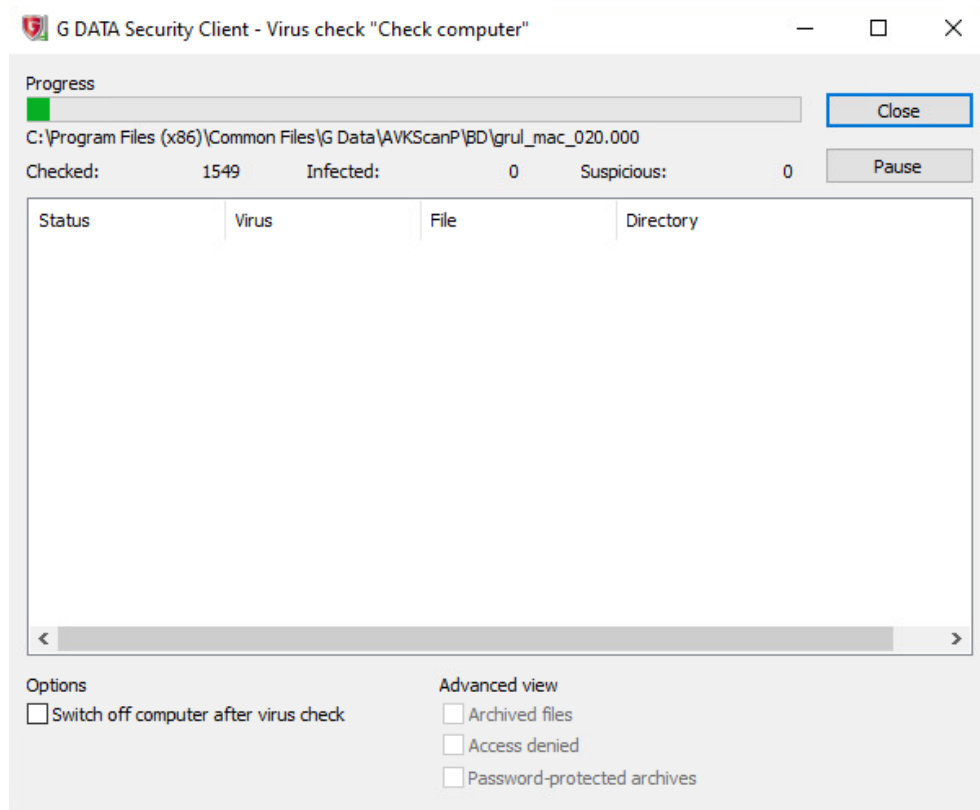 G DATA Security Client - Virus check "Check computer"
Progress
Close
C:\Program Files (x86)\Common Files\G Data\AVKScanP\BD\grul_mac_020.000
Checked: 1549 Infected: 0 Suspicious: 0
Pause
Status Virus File Directory
Options
Switch off computer after virus check
Advanced view
Archived files
Access denied
Password-protected archives